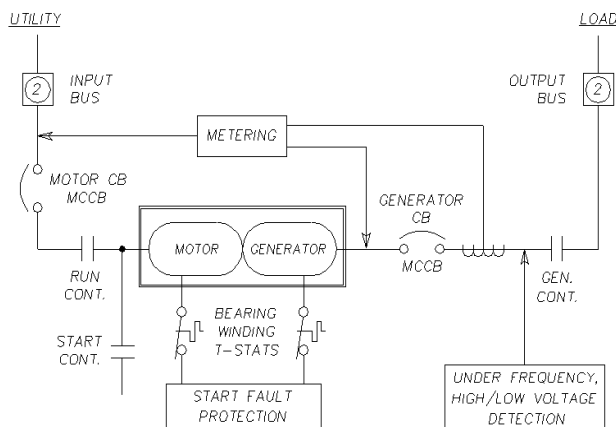 UTILITY
LOAD
2
INPUT
BUS
OUTPUT
BUS
2
METERING
MOTOR CB
MCCB
GENERATOR
CB
MCCB
MOTOR
GENERATOR
RUN
CONT.
GEN.
CONT.
START
CONT.
BEARING
WINDING
T-STATS
START FAULT
PROTECTION
UNDER FREQUENCY,
HIGH/LOW VOLTAGE
DETECTION